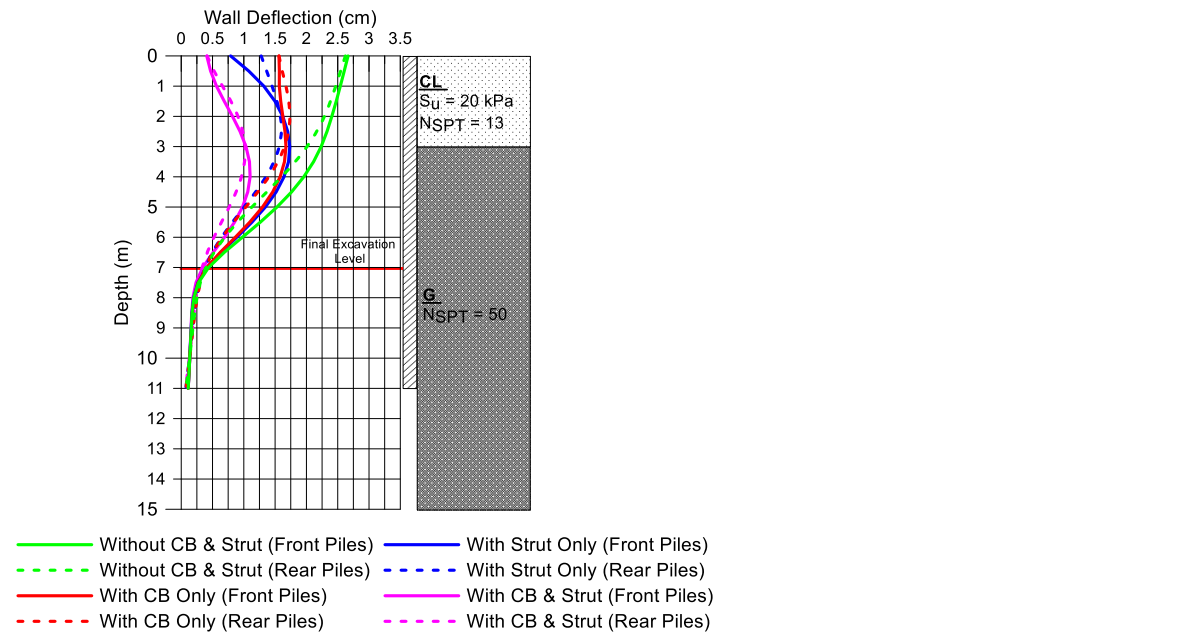 Wall Deflection (cm)
0 0.5 1 1.5 2 2.5 3 3.5
Depth (m)
0
1
2
3
4
5
6
7
8
9
10
11
12
13
14
15
Final Excavation
Level
CL
Su = 20 kPa
NSPT = 13
G
NSPT = 50
Without CB & Strut (Front Piles)
Without CB & Strut (Rear Piles)
With CB Only (Front Piles)
With CB Only (Rear Piles)
With Strut Only (Front Piles)
With Strut Only (Rear Piles)
With CB & Strut (Front Piles)
With CB & Strut (Rear Piles)